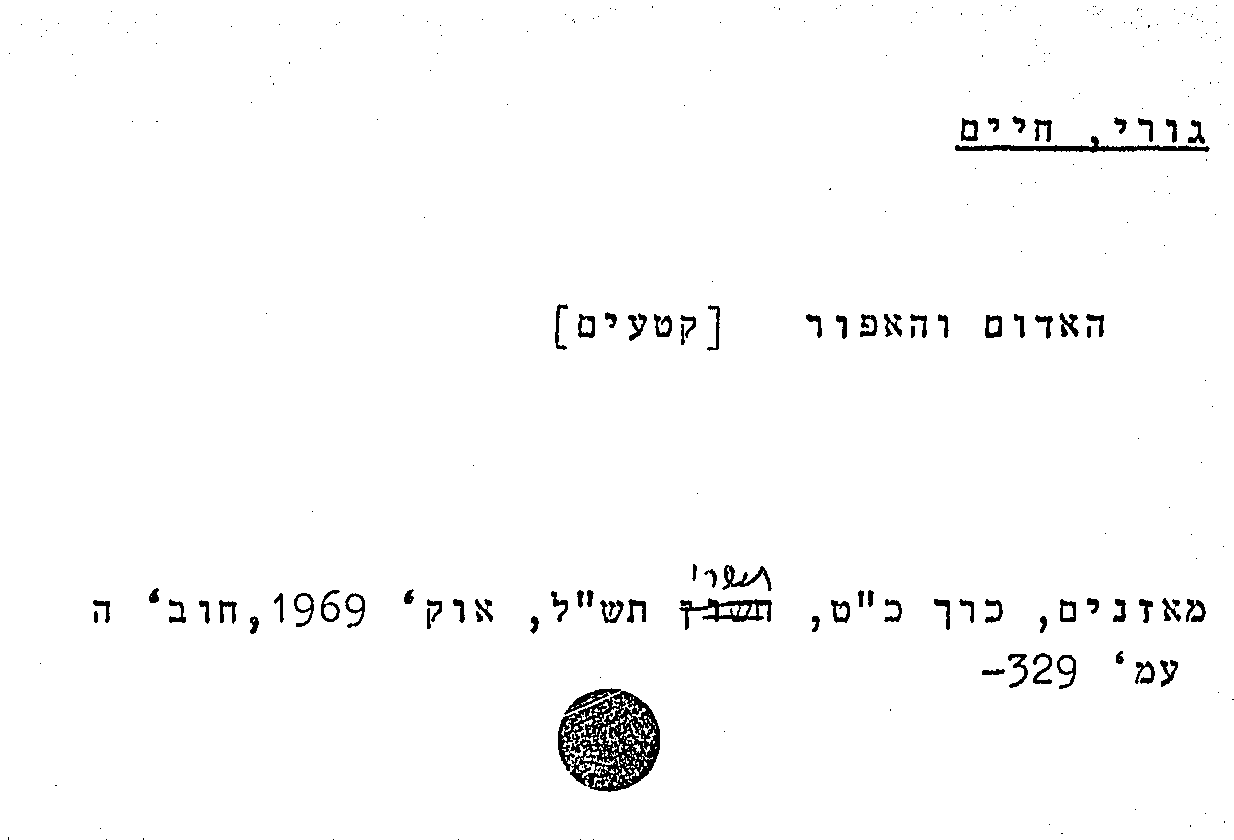 גורי, חיים
האדום והאפור [קטעים]
תשרי
מאזנים, כרך כ"ט, חשון תש"ל, אוק' 1969, חוב' ה
עמ' 329-